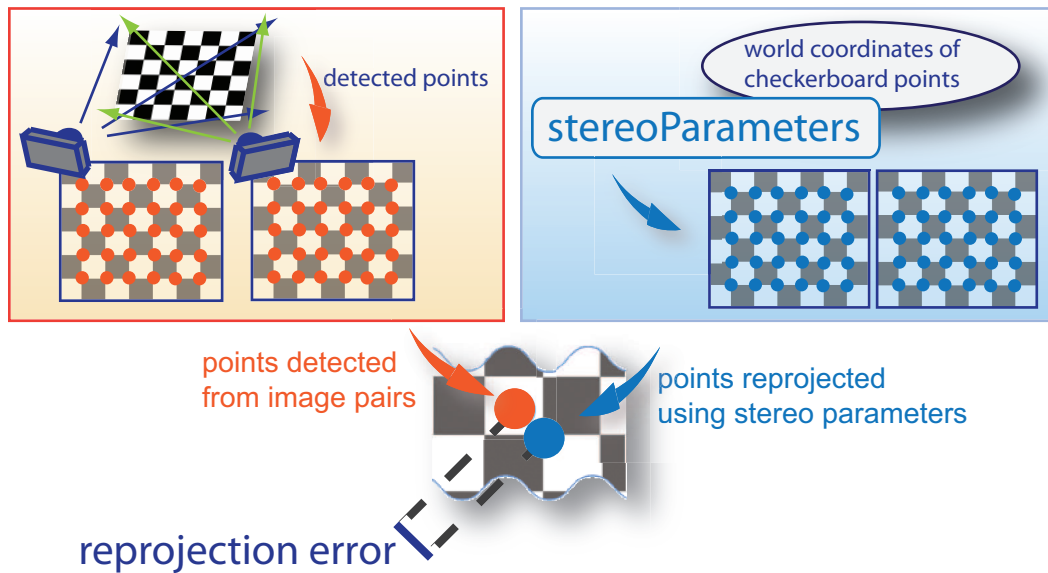 detected points
world coordinates of
checkerboard points
stereoParameters
points detected
from image pairs
points reprojected
using stereo parameters
reprojection error